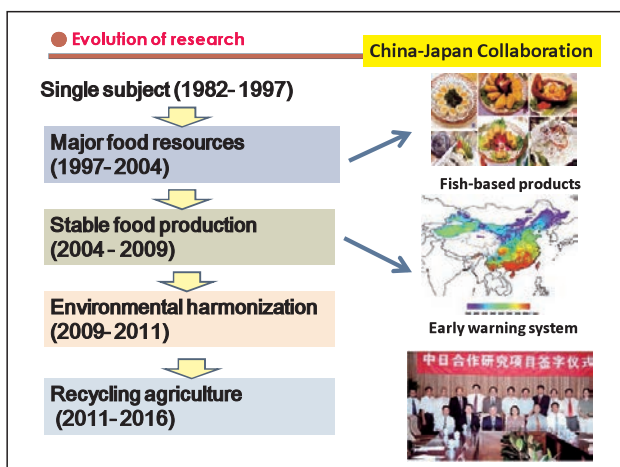 Evolution of research
China-Japan Collaboration
Single subject (1982- 1997)
Major food resources
(1997- 2004)
Fish-based products
Stable food production
(2004 - 2009)
Early warning system
Environmental harmonization
(2009- 2011)
中日合作研究项目签字仪式
Recycling agriculture
(2011- 2016)